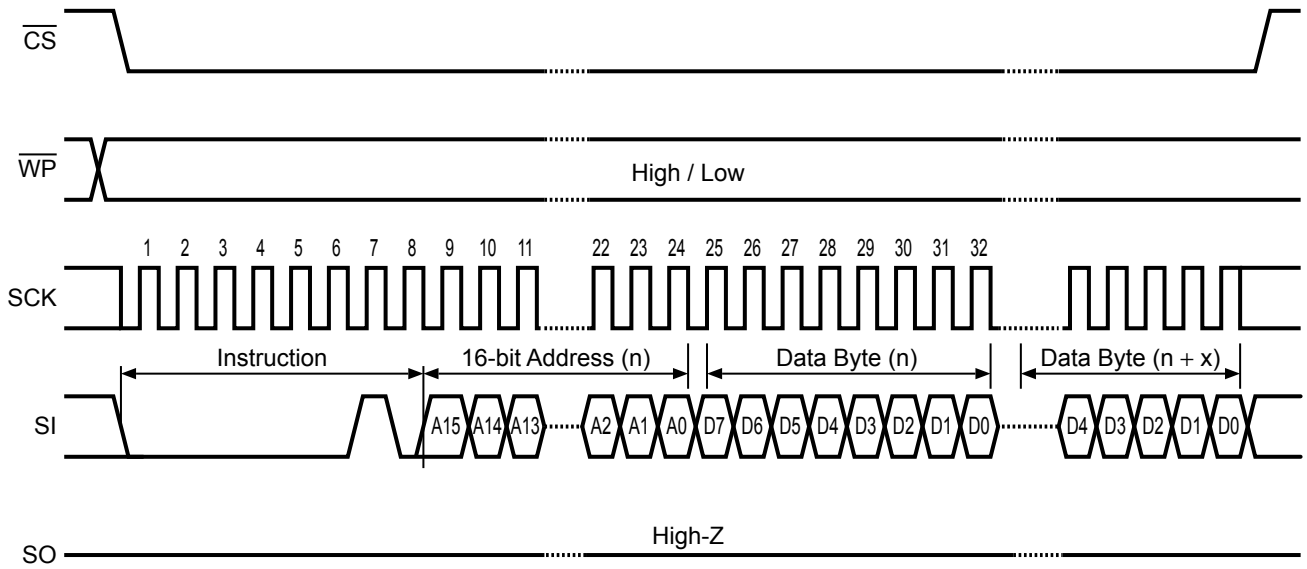 CS
WP
High / Low
1 2 3 4 5 6 7 8 9 10 11 22 23 24 25 26 27 28 29 30 31 32
SCK
Instruction 16-bit Address (n) Data Byte (n) Data Byte (n + x)
SI A15 A14 A13 A2 A1 A0 D7 D6 D5 D4 D3 D2 D1 D0 D4 D3 D2 D1 D0
High-Z
SO